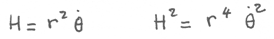 H = r² θ̇    H² = r⁴ θ̇²